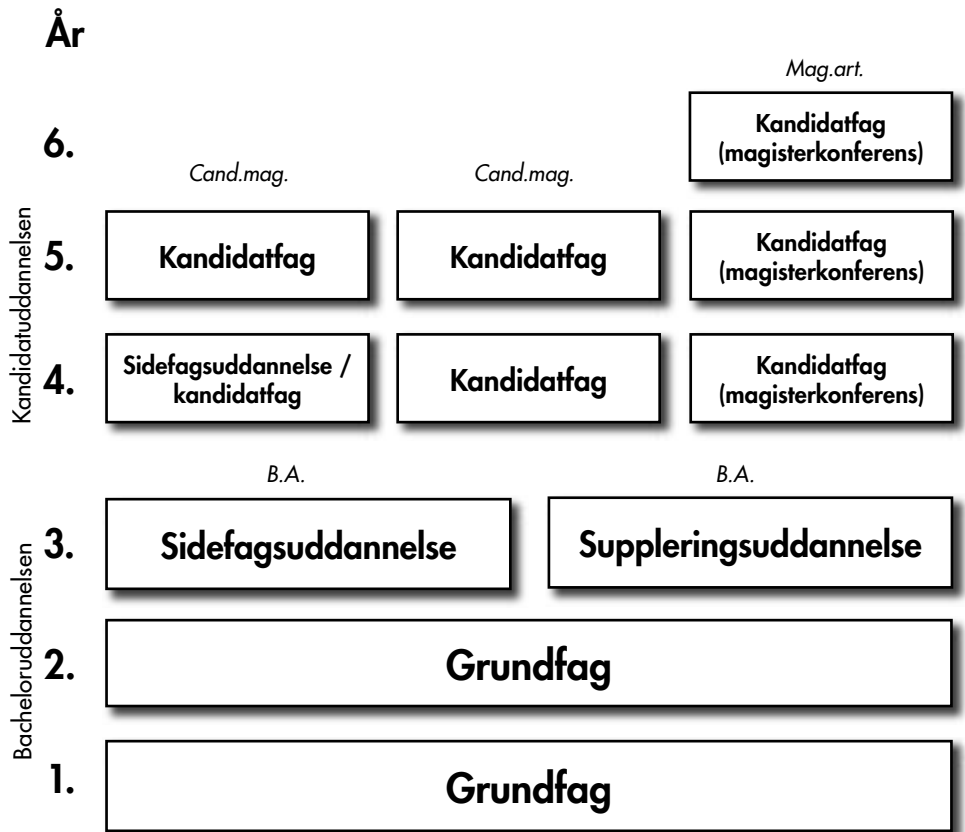 År
Mag.art.
6.
Kandidatfag
(magisterkonferens)
Cand.mag.
Cand.mag.
Kandidatuddannelsen
5.
Kandidatfag
Kandidatfag
Kandidatfag
(magisterkonferens)
4.
Sidefagsuddannelse /
kandidatfag
Kandidatfag
Kandidatfag
(magisterkonferens)
B.A.
B.A.
Bacheloruddannelsen
3.
Sidefagsuddannelse
Suppleringsuddannelse
2.
Grundfag
1.
Grundfag